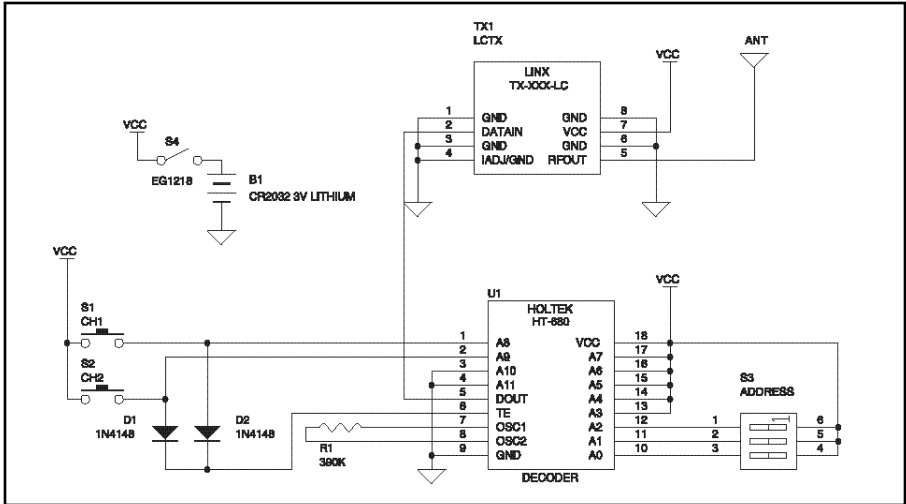 TX1
LCTX
LINX
TX-XXX-LC
1 GND
2 DATAIN
3 GND
4 IADJ/GND
GND 8
VCC 7
GND 6
RFOUT 5
VCC
ANT
VCC
S4
EG1218
B1
CR2032 3V LITHIUM
VCC
S1
CH1
S2
CH2
D1
1N4148
D2
1N4148
R1
390K
U1
HOLTEK
HT-680
1 A8
2 A9
3 A10
4 A11
5 DOUT
6 TE
7 OSC1
8 OSC2
9 GND
VCC 18
A7 17
A6 16
A5 15
A4 14
A3 13
A2 12
A1 11
A0 10
DECODER
VCC
S3
ADDRESS
1
1 6
2 5
3 4